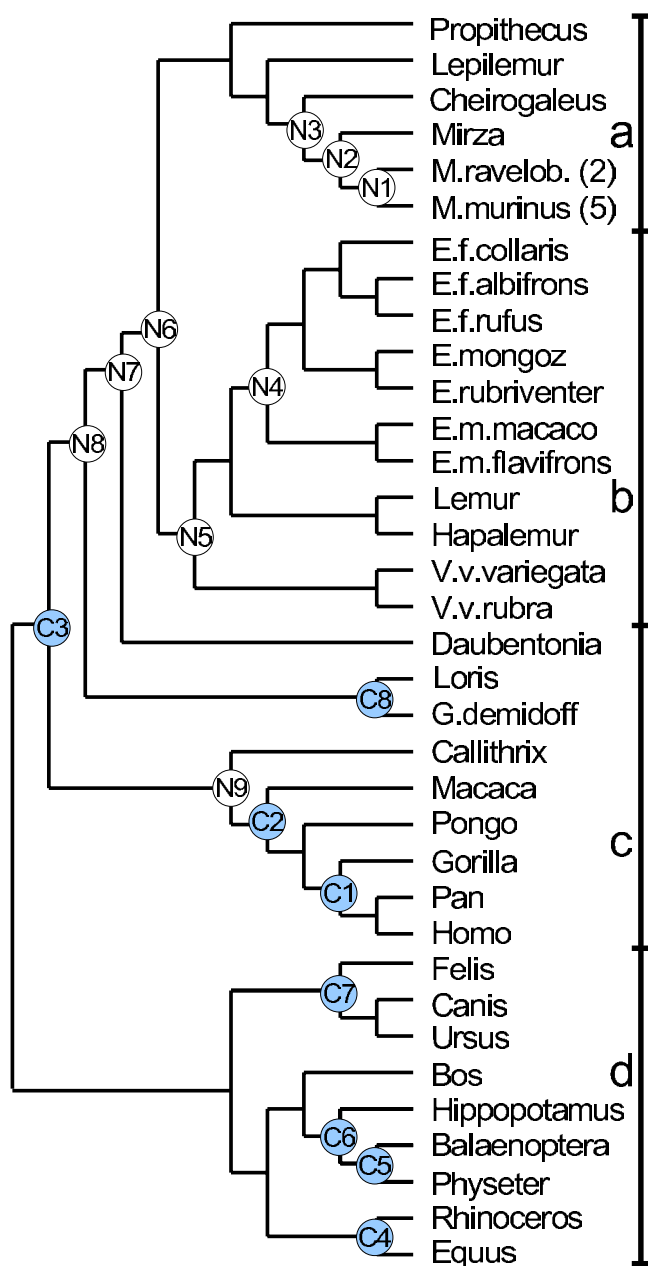 Propithecus
Lepilemur
Cheirogaleus
N3
Mirza
a
N2
M.ravelob. (2)
N1
M.murinus (5)
E.f.collaris
E.f.albifrons
E.f.rufus
N6
E.mongoz
N7
E.rubriventer
N4
E.m.macaco
N8
E.m.flavifrons
Lemur
b
Hapalemur
N5
V.v.variegata
V.v.rubra
C3
Daubentonia
Loris
C8
G.demidoff
Callithrix
N9
Macaca
C2
Pongo
c
Gorilla
C1
Pan
Homo
Felis
C7
Canis
Ursus
Bos
d
Hippopotamus
C6
Balaenoptera
C5
Physeter
Rhinoceros
C4
Equus